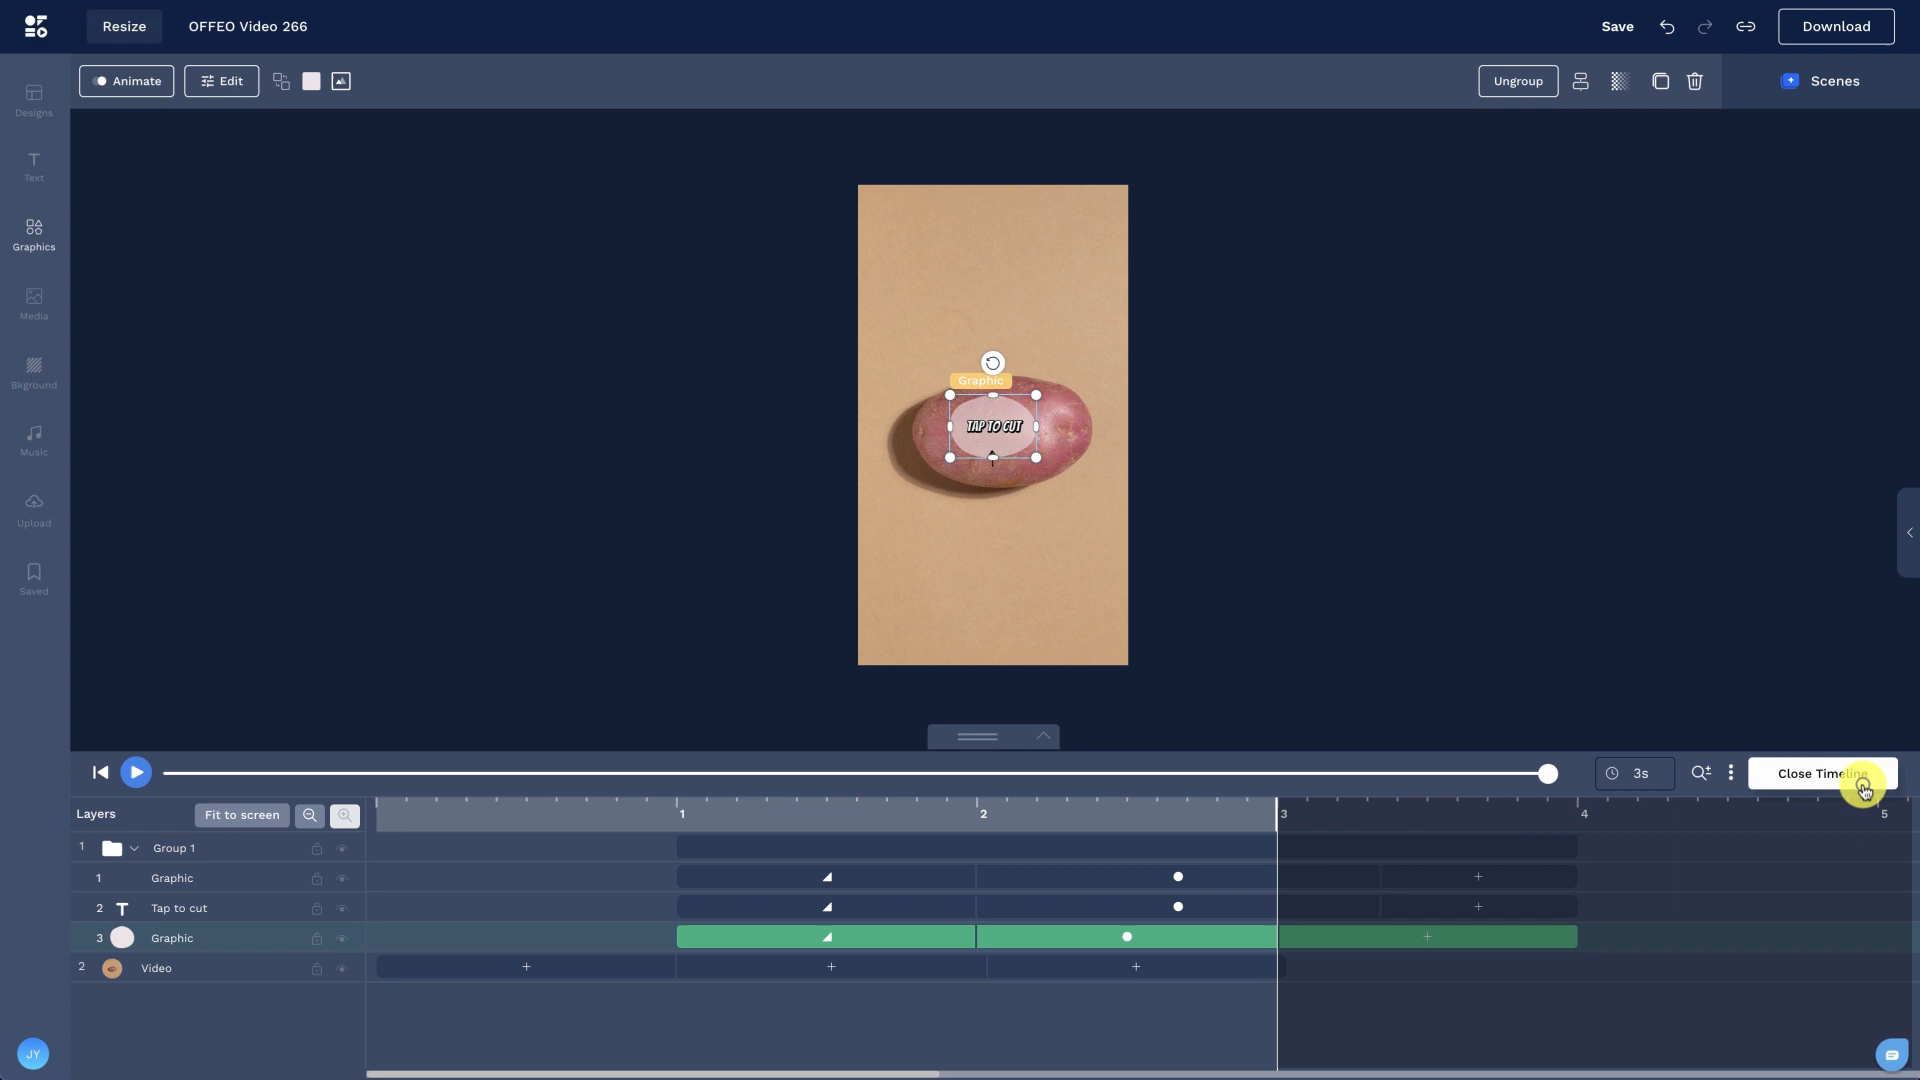 Resize
OFFEO Video 266
Save
Download
Animate
Edit
Ungroup
Scenes
Designs
Text
Graphics
Media
Bkground
Music
Upload
Saved
Graphic
TAP TO CUT
3s
Close Timeline
Layers
Fit to screen
1
2
3
4
5
1 Group 1
1 Graphic
2 T Tap to cut
3 Graphic
2 Video
JY